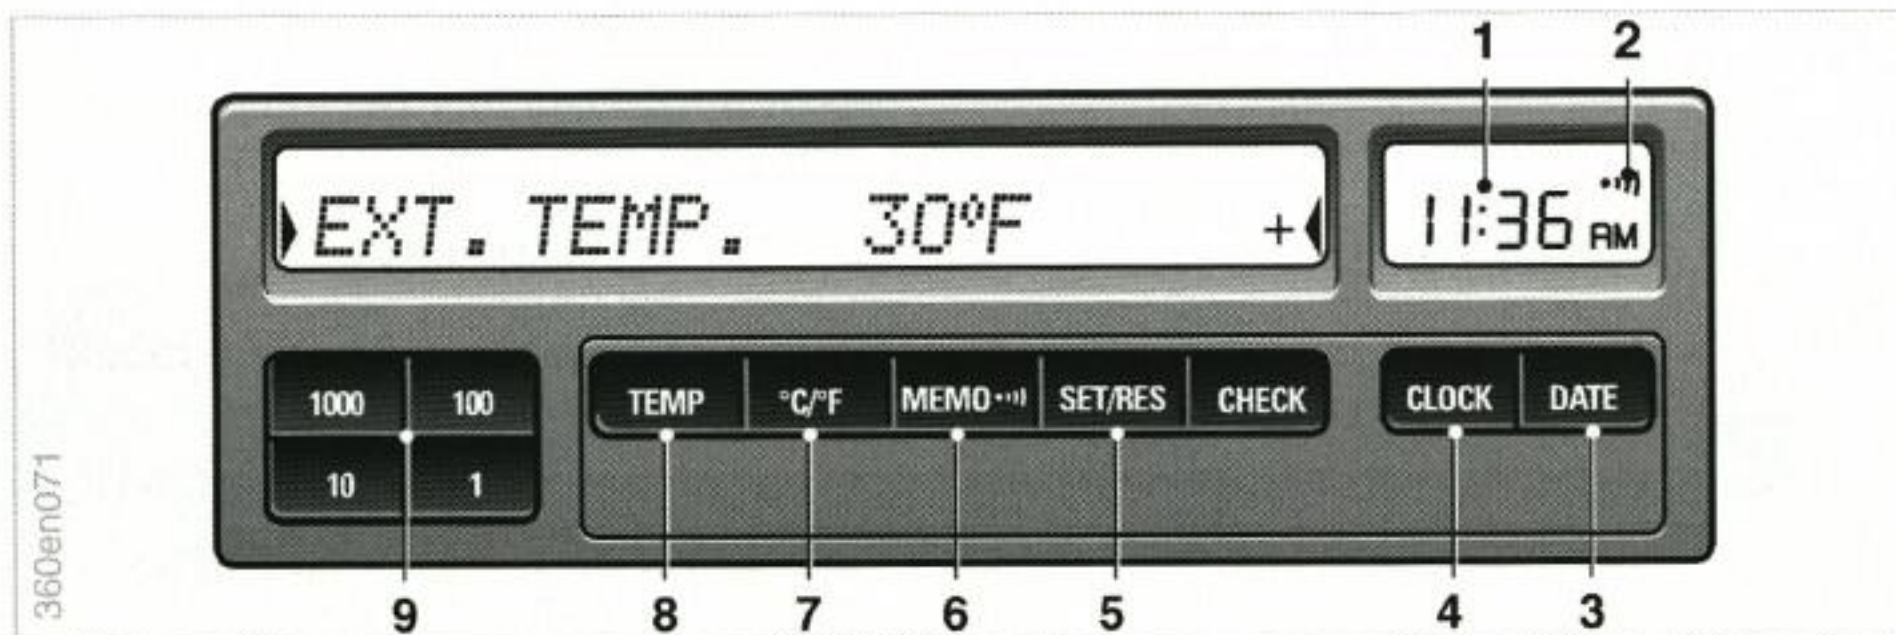 1 2
EXT. TEMP. 30°F +
11:36 AM
1000 100
10 1
TEMP °C/°F MEMO SET/RES CHECK
CLOCK DATE
9 8 7 6 5 4 3
360en071